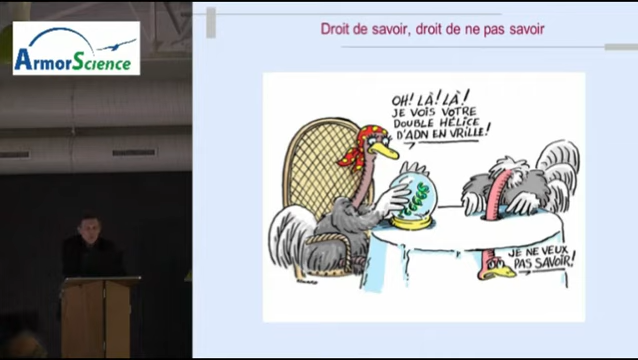 ArmorScience
Droit de savoir, droit de ne pas savoir
OH! LÀ! LÀ!
JE VOIS VOTRE
DOUBLE HÉLICE
D'ADN EN VRILLE!
JE NE VEUX
PAS SAVOIR!